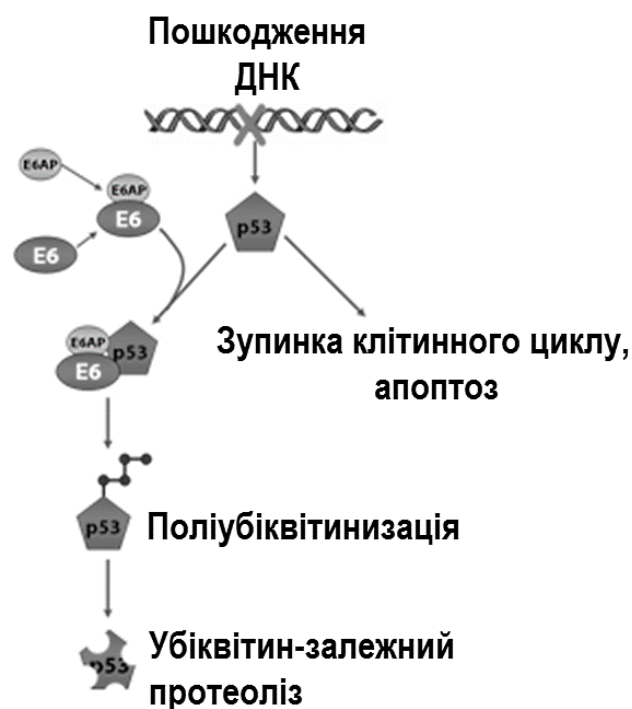 Пошкодження
ДНК
E6AP
E6AP
E6
E6
p53
E6AP
p53
E6
Зупинка клітинного циклу,
апоптоз
p53
Поліубіквітинизація
p53
Убіквітин-залежний
протеоліз